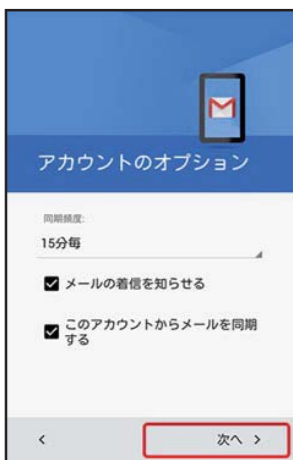 アカウントのオプション
同期頻度:
15分毎
メールの着信を知らせる
このアカウントからメールを同期
する
次へ